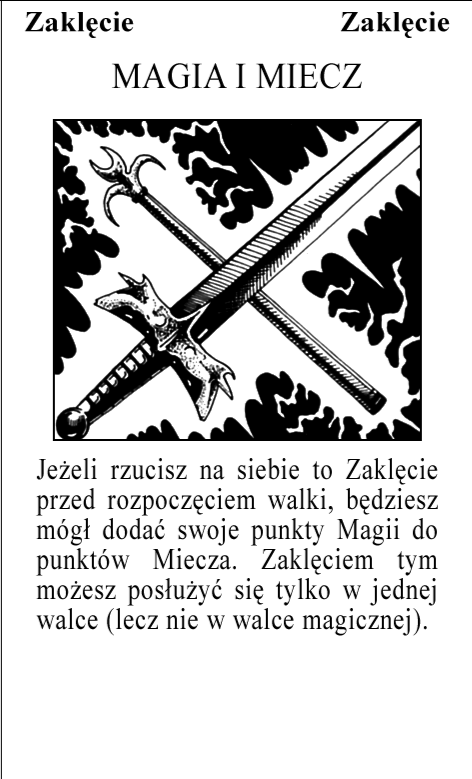 Zaklęcie Zaklęcie
MAGIA I MIECZ
Jeżeli rzucisz na siebie to Zaklęcie
przed rozpoczęciem walki, będziesz
mógł dodać swoje punkty Magii do
punktów Miecza. Zaklęciem tym
możesz posłużyć się tylko w jednej
walce (lecz nie w walce magicznej).